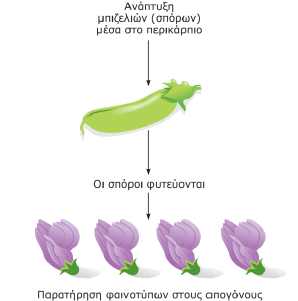 Ανάπτυξη
μπιζελιών (σπόρων)
μέσα στο περικάρπιο
Οι σπόροι φυτεύονται
Παρατήρηση φαινοτύπων στους απογόνους